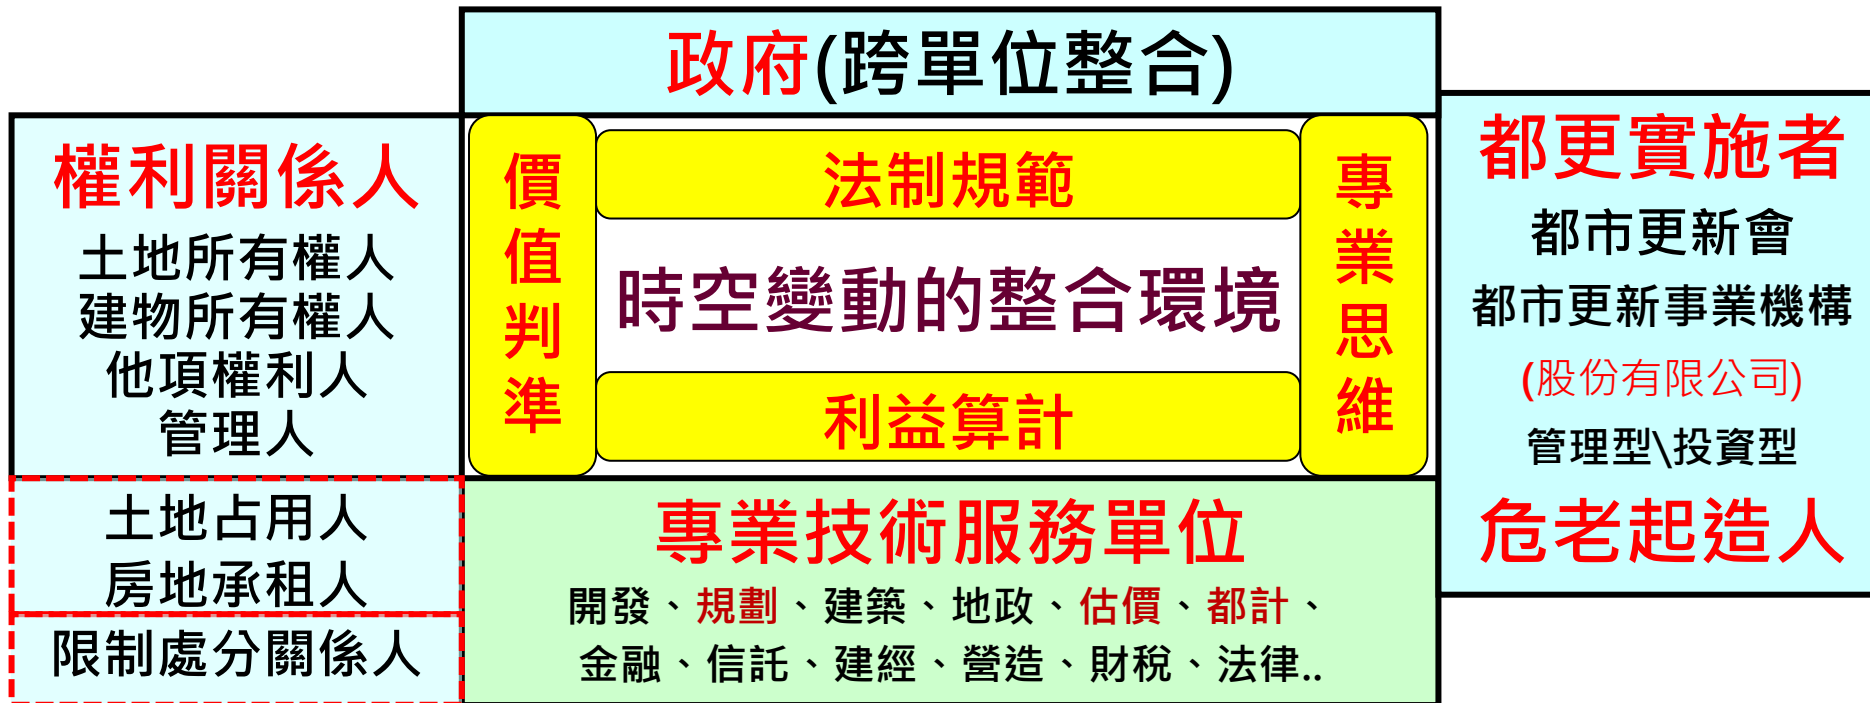 政府(跨單位整合)
權利關係人
土地所有權人
建物所有權人
他項權利人
管理人
土地占用人
房地承租人
限制處分關係人
價值判準
法制規範
時空變動的整合環境
利益算計
專業思維
專業技術服務單位
開發、規劃、建築、地政、估價、都計、
金融、信託、建經、營造、財稅、法律..
都更實施者
都市更新會
都市更新事業機構
(股份有限公司)
管理型\投資型
危老起造人